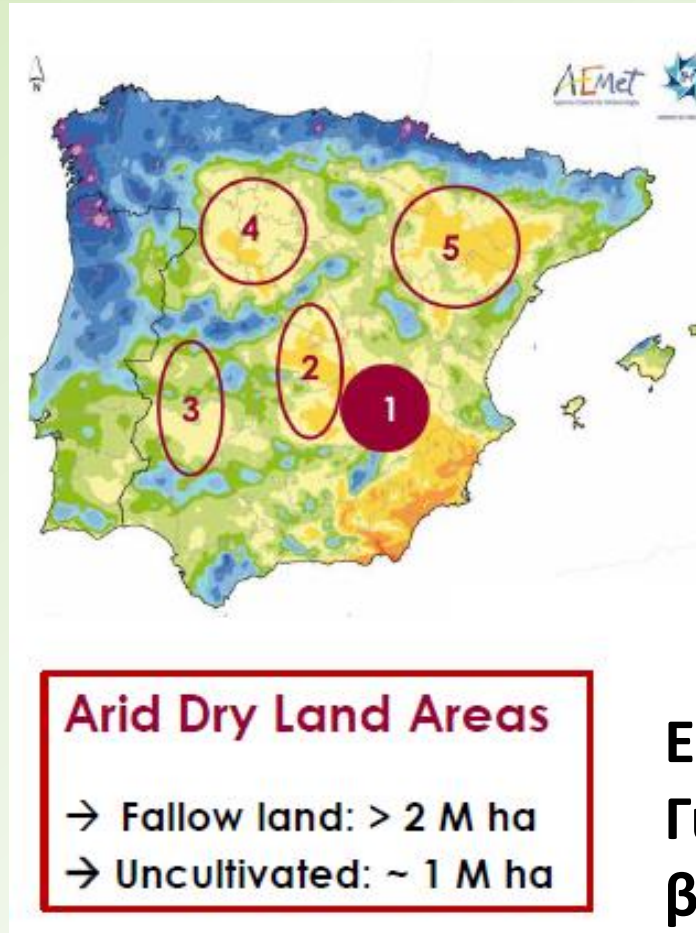 N
AEMet
4
5
2
3
1
Arid Dry Land Areas
→ Fallow land: > 2 M ha
→ Uncultivated: ~ 1 M ha
Ε
Γι
β